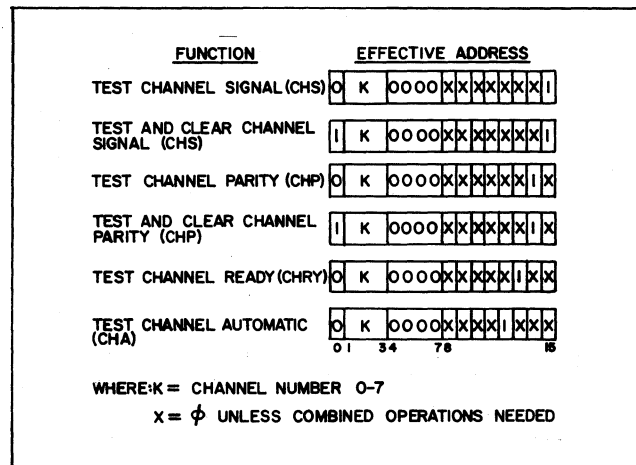 FUNCTION EFFECTIVE ADDRESS
TEST CHANNEL SIGNAL (CHS) 0 K 0000 X X X X X X X 1
TEST AND CLEAR CHANNEL
SIGNAL (CHS) 1 K 0000 X X X X X X X 1
TEST CHANNEL PARITY (CHP) 0 K 0000 X X X X X X 1 X
TEST AND CLEAR CHANNEL
PARITY (CHP) 1 K 0000 X X X X X X 1 X
TEST CHANNEL READY (CHRY) 0 K 0000 X X X X X 1 X X
TEST CHANNEL AUTOMATIC
(CHA) 0 K 0000 X X X X 1 X X X
0 1 3 4 7 8 15
WHERE: K = CHANNEL NUMBER 0-7
X = ϕ UNLESS COMBINED OPERATIONS NEEDED